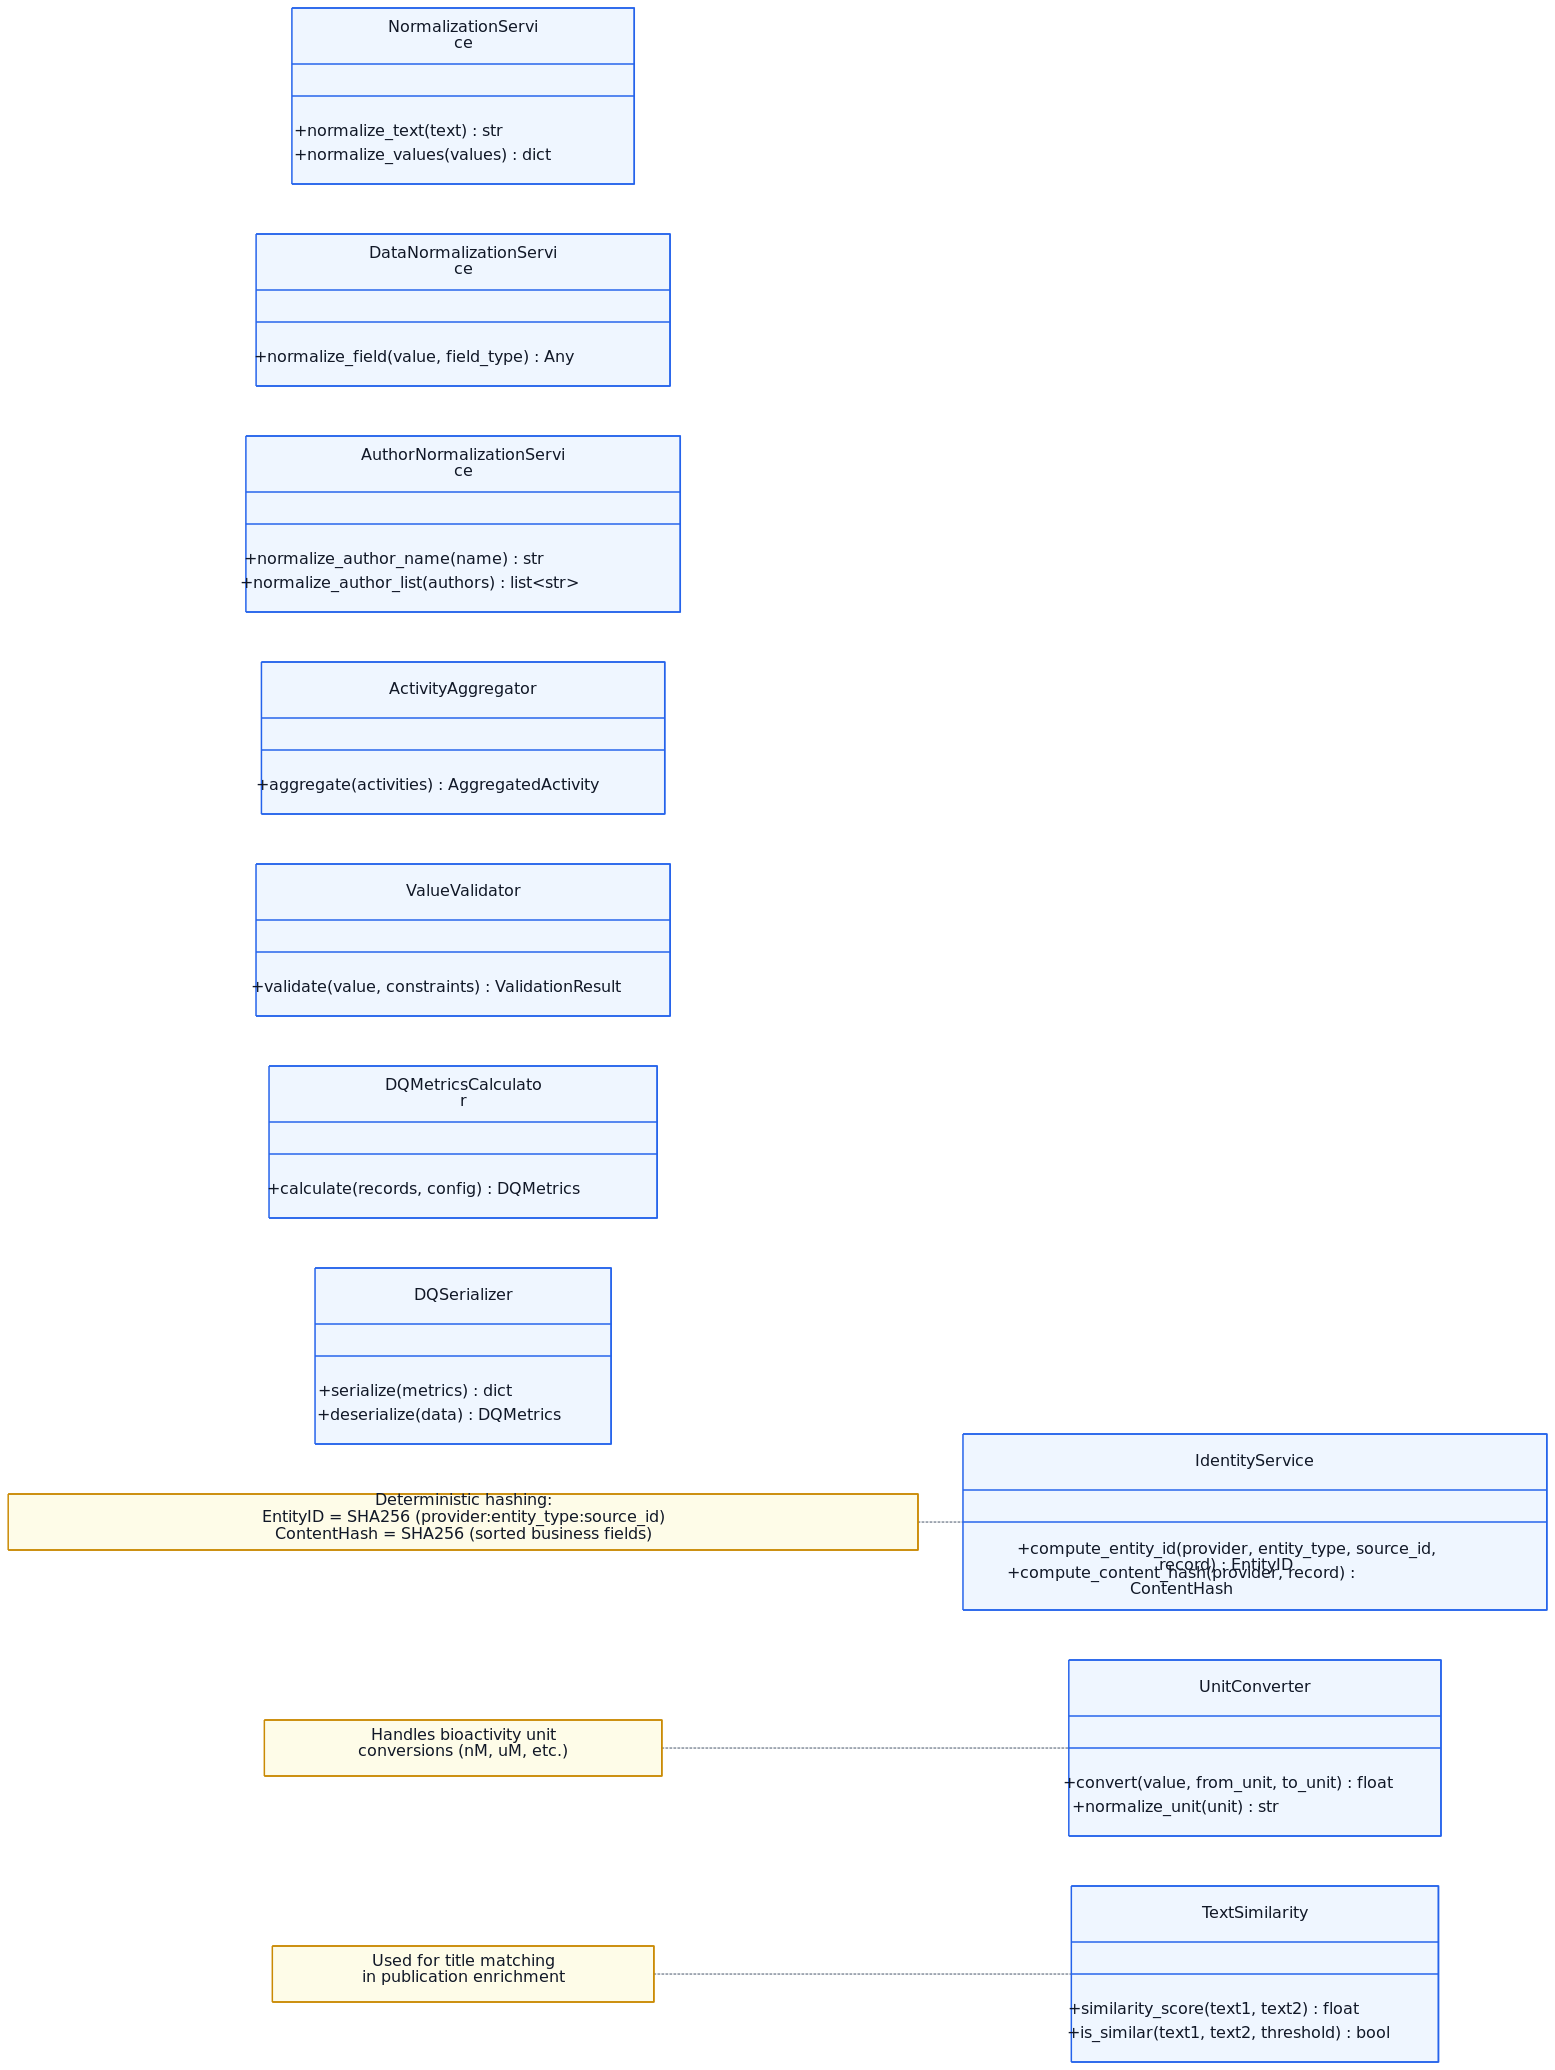 NormalizationServi
ce
+normalize_text(text) : str
+normalize_values(values) : dict
DataNormalizationServi
ce
+normalize_field(value, field_type) : Any
AuthorNormalizationServi
ce
+normalize_author_name(name) : str
+normalize_author_list(authors) : list<str>
ActivityAggregator
+aggregate(activities) : AggregatedActivity
ValueValidator
+validate(value, constraints) : ValidationResult
DQMetricsCalculato
r
+calculate(records, config) : DQMetrics
DQSerializer
+serialize(metrics) : dict
+deserialize(data) : DQMetrics
Deterministic hashing:
EntityID = SHA256 (provider:entity_type:source_id)
ContentHash = SHA256 (sorted business fields)
IdentityService
+compute_entity_id(provider, entity_type, source_id,
record) : EntityID
+compute_content_hash(provider, record) :
ContentHash
Handles bioactivity unit
conversions (nM, uM, etc.)
UnitConverter
+convert(value, from_unit, to_unit) : float
+normalize_unit(unit) : str
Used for title matching
in publication enrichment
TextSimilarity
+similarity_score(text1, text2) : float
+is_similar(text1, text2, threshold) : bool